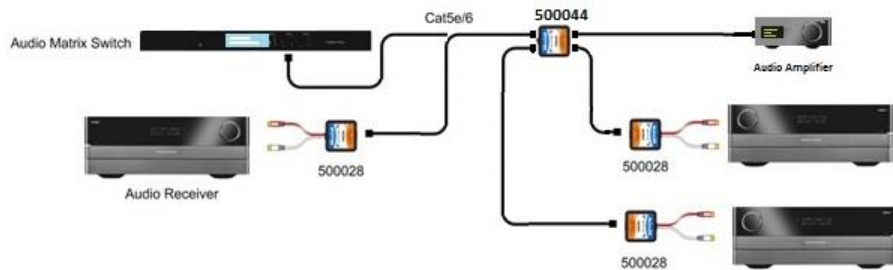 Cat5e/6
500044
Audio Matrix Switch
Audio Amplifier
500028
500028
Audio Receiver
500028